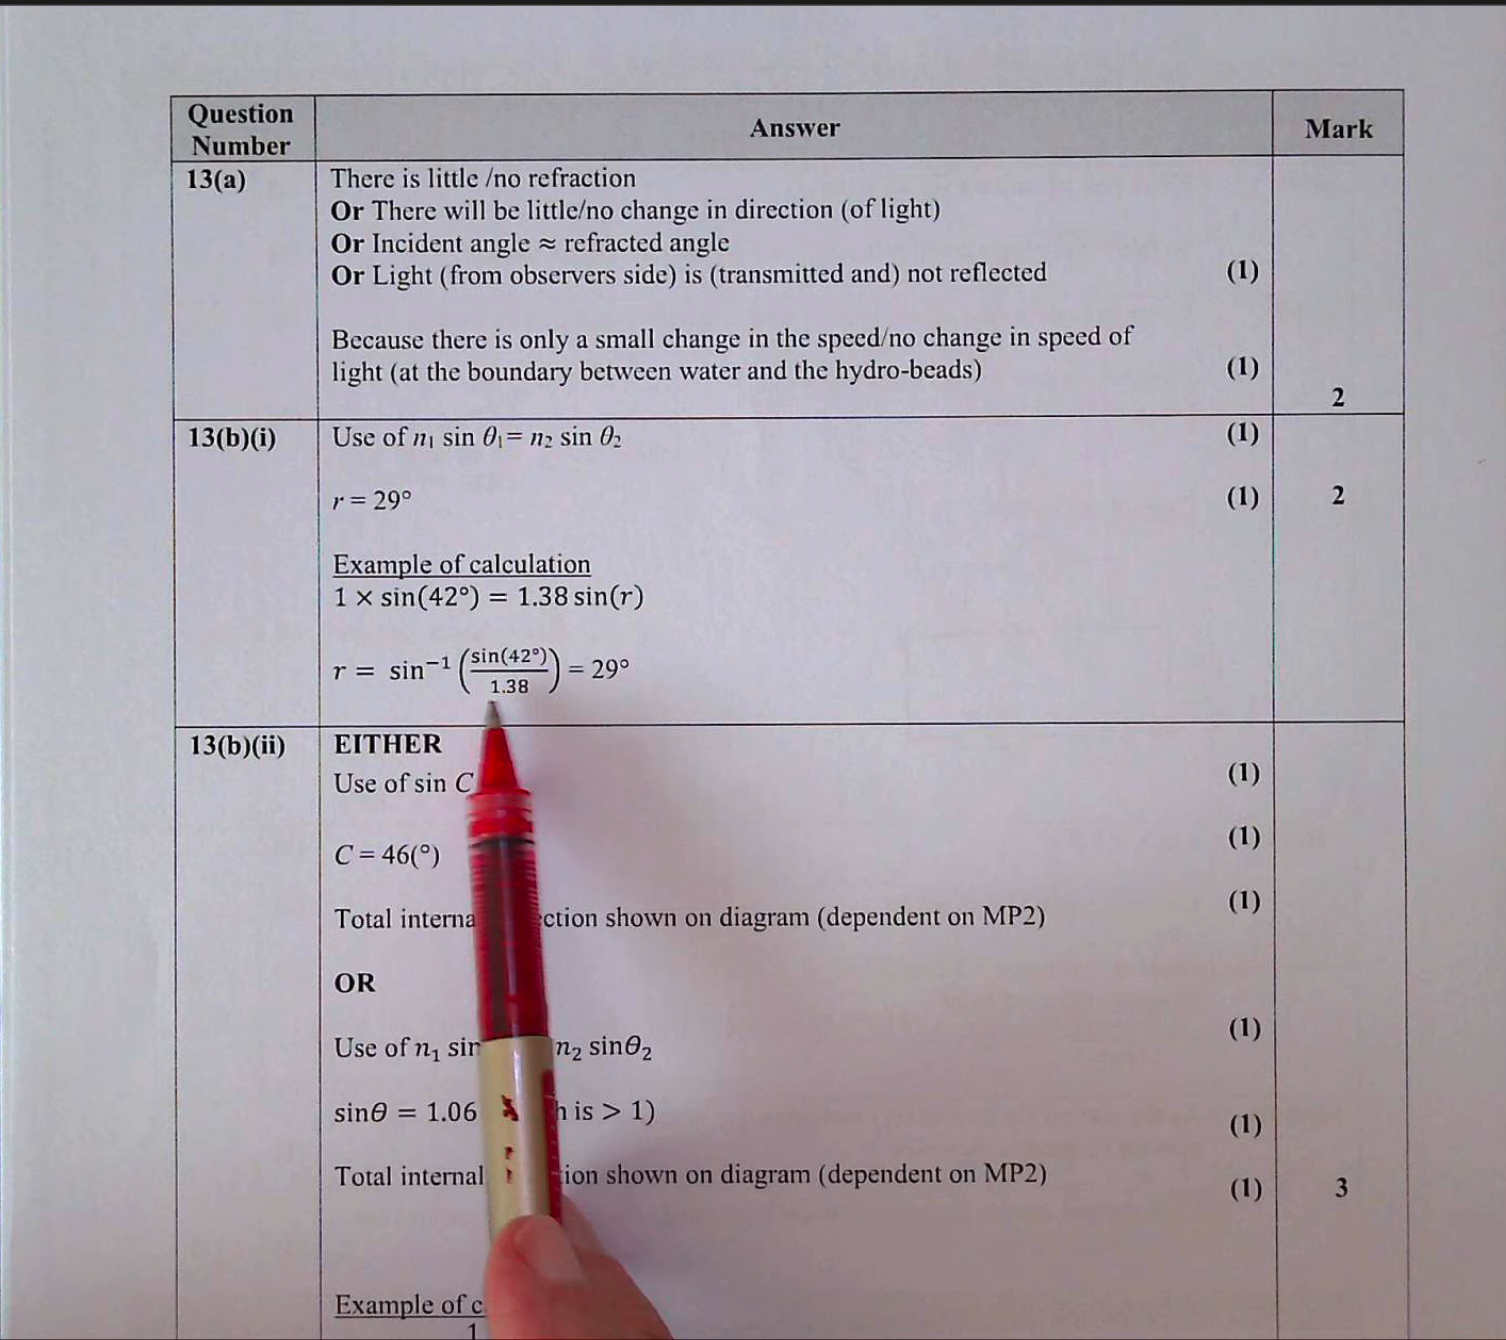 Question Number
Answer
Mark
13(a)
There is little /no refraction
Or There will be little/no change in direction (of light)
Or Incident angle ≈ refracted angle
Or Light (from observers side) is (transmitted and) not reflected (1)
Because there is only a small change in the speed/no change in speed of
light (at the boundary between water and the hydro-beads) (1)
2
13(b)(i) Use of n₁ sin θ₁= n₂ sin θ₂ (1)
r = 29° (1) 2
Example of calculation
1 × sin(42°) = 1.38 sin(r)
r = sin⁻¹ (sin(42°)/1.38) = 29°
13(b)(ii) EITHER
Use of sin C (1)
C = 46(°) (1)
Total interna ction shown on diagram (dependent on MP2) (1)
OR
Use of n₁ sin n₂ sinθ₂ (1)
sinθ = 1.06 h is > 1) (1)
Total internal ion shown on diagram (dependent on MP2) (1) 3
Example of c
1